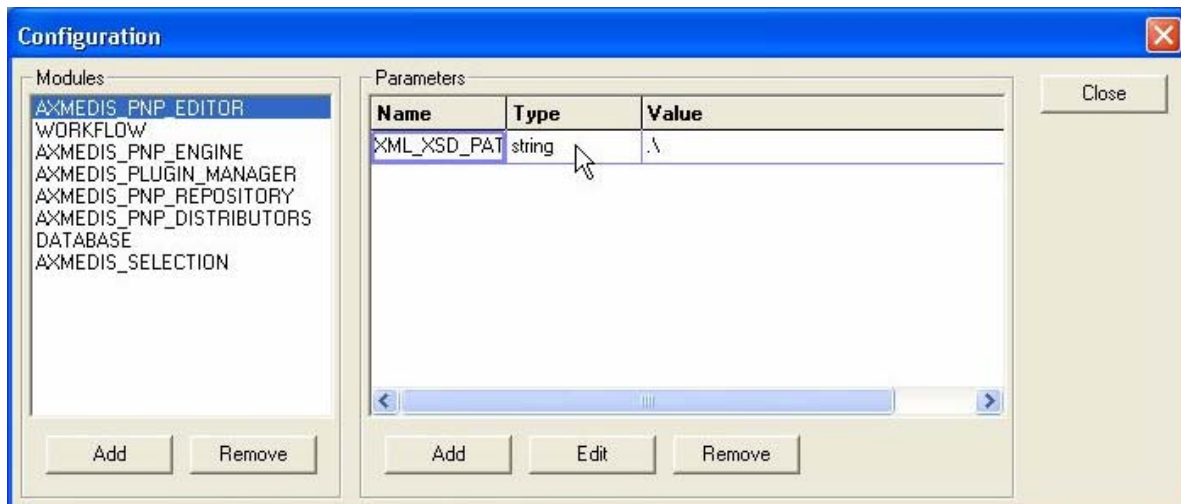 Configuration
Modules
AXMEDIS_PNP_EDITOR
WORKFLOW
AXMEDIS_PNP_ENGINE
AXMEDIS_PLUGIN_MANAGER
AXMEDIS_PNP_REPOSITORY
AXMEDIS_PNP_DISTRIBUTORS
DATABASE
AXMEDIS_SELECTION
Add Remove
Parameters
Name Type Value
XML_XSD_PAT string .\
Add Edit Remove
Close